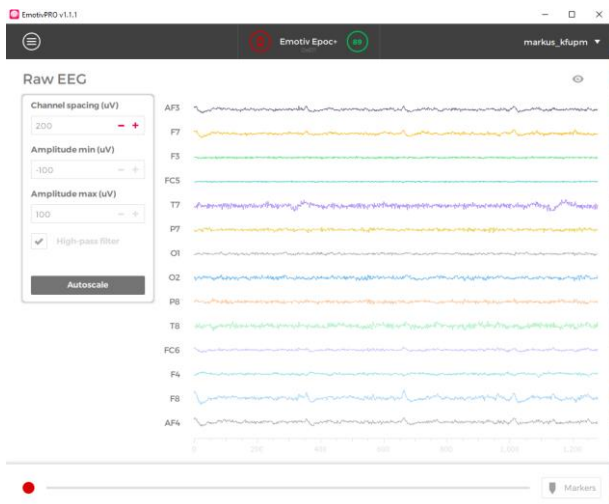 EmotivPRO v1.1.1
Emotiv Epoc+
89
markus_kfupm
Raw EEG
Channel spacing (uV)
200
Amplitude min (uV)
-100
Amplitude max (uV)
100
High-pass filter
Autoscale
AF3
F7
F3
FC5
T7
P7
O1
O2
P8
T8
FC6
F4
F8
AF4
0 200 400 600 800 1,000 1,200
Markers